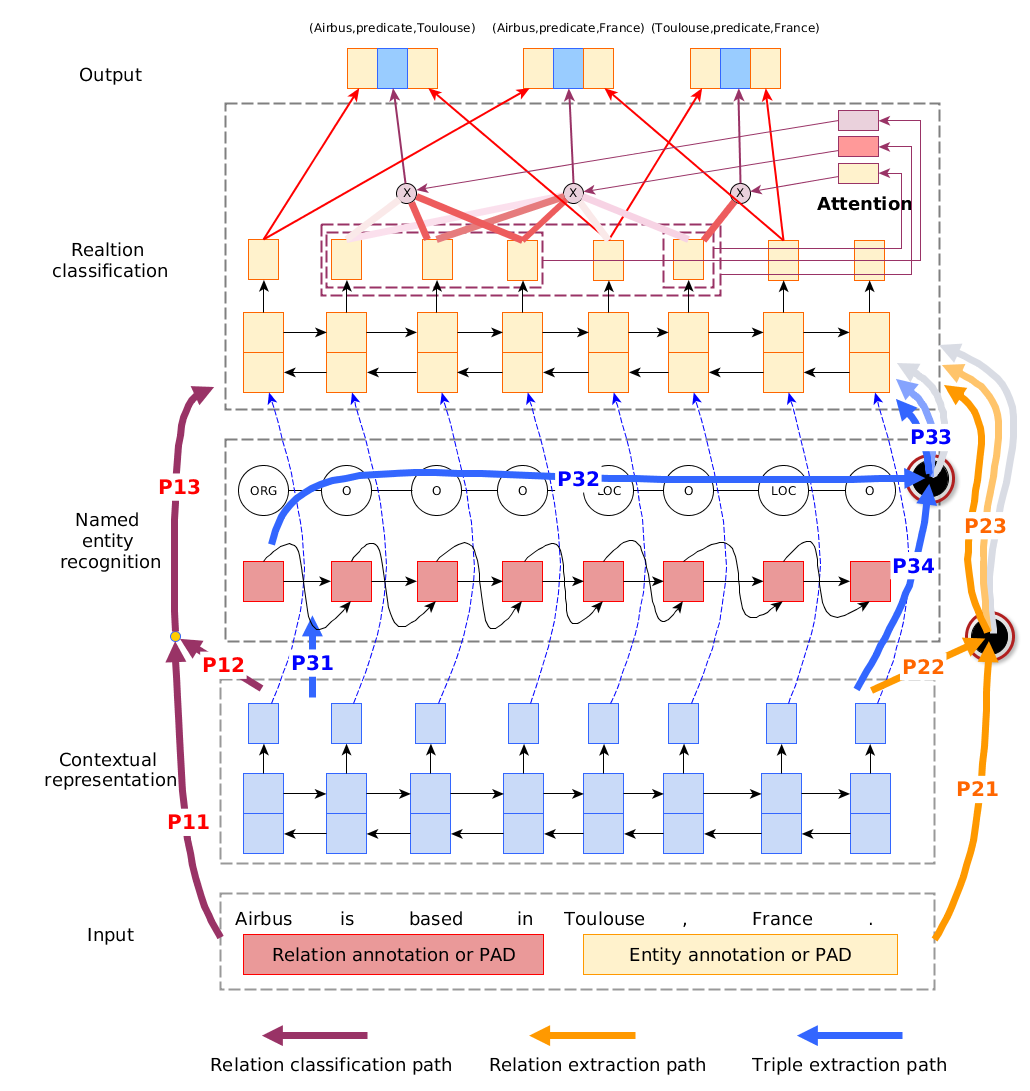 (Airbus,predicate,Toulouse) (Airbus,predicate,France) (Toulouse,predicate,France)
Output
Attention
Realtion
classification
P33
P13
P32
ORG O O O LOC O LOC O
Named
entity
recognition
P23
P34
P12
P31
P22
Contextual
representation
P21
P11
Input
Airbus is based in Toulouse , France .
Relation annotation or PAD
Entity annotation or PAD
Relation classification path
Relation extraction path
Triple extraction path
X X X